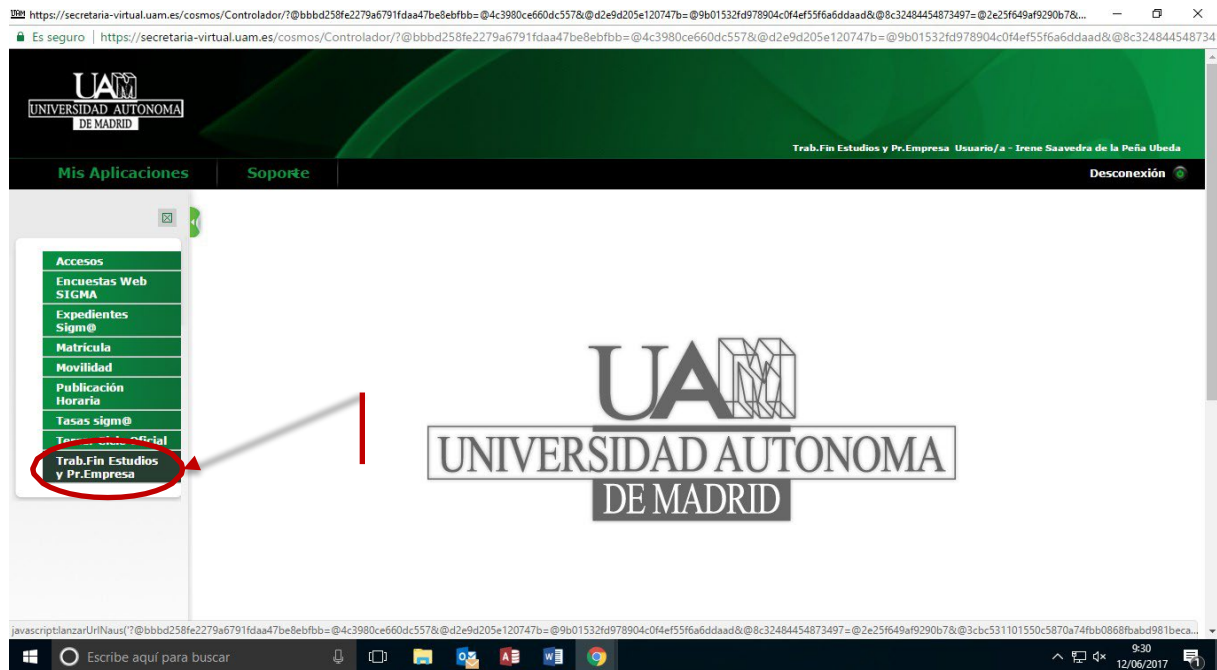 https://secretaria-virtual.uam.es/cosmos/Controlador/?@bbbd258fe2279a6791fdaa47be8ebfbb=@4c3980ce660dc557&@d2e9d205e120747b=@9b01532fd978904c0f4ef55f6a6ddaad&@8c32484454873497=@2e25f649af9290b7&...
Es seguro | https://secretaria-virtual.uam.es/cosmos/Controlador/?@bbbd258fe2279a6791fdaa47be8ebfbb=@4c3980ce660dc557&@d2e9d205e120747b=@9b01532fd978904c0f4ef55f6a6ddaad&@8c324844548734
UAM
UNIVERSIDAD AUTONOMA
DE MADRID
Trab.Fin Estudios y Pr.Empresa Usuario/a - Irene Saavedra de la Peña Ubeda
Mis Aplicaciones Soporte Desconexión
Accesos
Encuestas Web
SIGMA
Expedientes
Sigm@
Matrícula
Movilidad
Publicación
Horaria
Tasas sigm@
Tercer Ciclo Oficial
Trab.Fin Estudios
y Pr.Empresa
UAM
UNIVERSIDAD AUTONOMA
DE MADRID
javascript:lanzarUrlNaus('?@bbbd258fe2279a6791fdaa47be8ebfbb=@4c3980ce660dc557&@d2e9d205e120747b=@9b01532fd978904c0f4ef55f6a6ddaad&@8c32484454873497=@2e25f649af9290b7&@3cbc531101550c5870a74fbb0868fbabd981beca...
Escribe aquí para buscar
9:30
12/06/2017